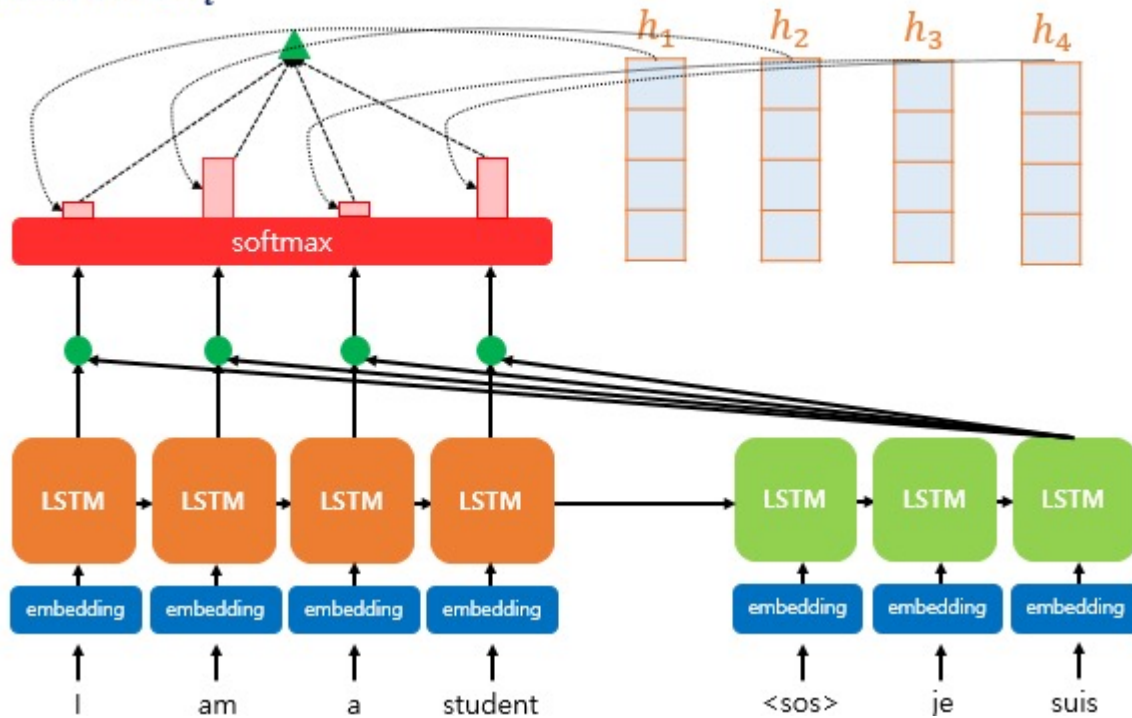 h₁ h₂ h₃ h₄
softmax
LSTM LSTM LSTM LSTM LSTM LSTM LSTM
embedding embedding embedding embedding embedding embedding embedding
I am a student <sos> je suis